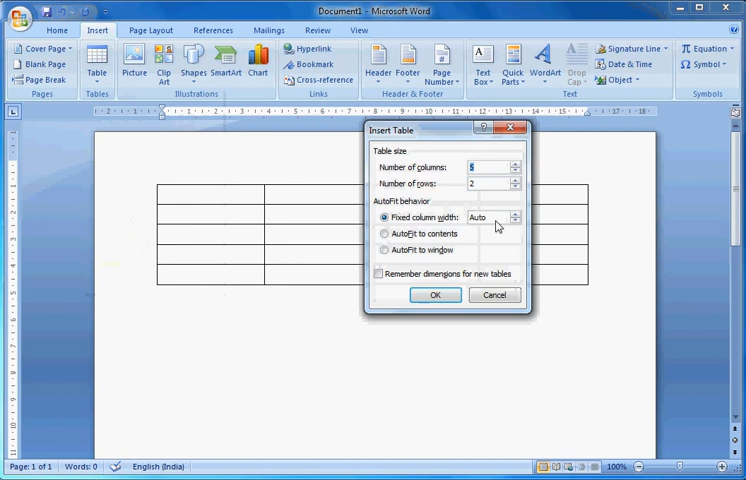 Document1 - Microsoft Word
Home Insert Page Layout References Mailings Review View
Cover Page
Blank Page
Page Break
Pages
Table
Tables
Picture Clip Art Shapes SmartArt Chart
Illustrations
Hyperlink
Bookmark
Cross-reference
Links
Header Footer Page Number
Header & Footer
Text Box Quick Parts WordArt Drop Cap
Signature Line
Date & Time
Object
Text
Equation
Symbol
Symbols
Insert Table
Table size
Number of columns: 5
Number of rows: 2
AutoFit behavior
Fixed column width: Auto
AutoFit to contents
AutoFit to window
Remember dimensions for new tables
OK Cancel
Page: 1 of 1 Words: 0 English (India) 100%